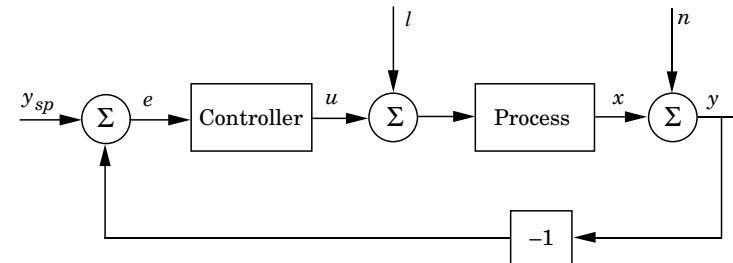 l
n
y_sp
e
u
x
y
Σ
Controller
Σ
Process
Σ
–1